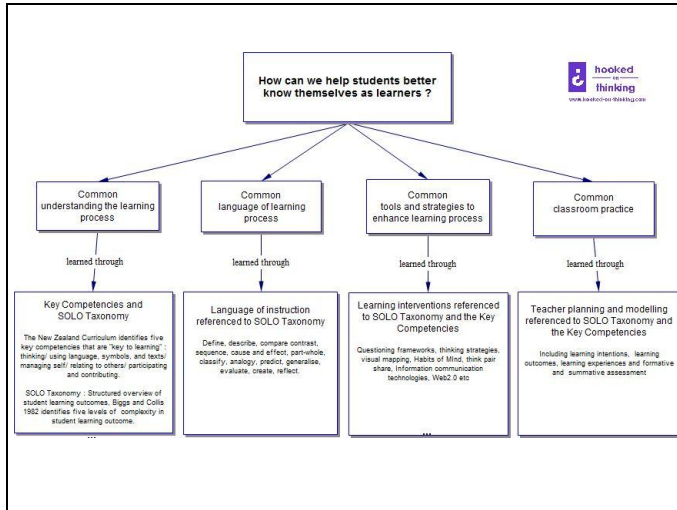 How can we help students better
know themselves as learners ?
hooked
on
thinking
www.hooked-on-thinking.com
Common
understanding the learning
process
Common
language of learning
process
Common
tools and strategies to
enhance learning process
Common
classroom practice
learned through
learned through
learned through
learned through
Key Competencies and
SOLO Taxonomy
The New Zealand Curriculum identifies five
key competencies that are "key to learning" :
thinking/ using language, symbols, and texts/
managing self/ relating to others/ participating
and contributing.
SOLO Taxonomy : Structured overview of
student learning outcomes, Biggs and Collis
1982 identifies five levels of complexity in
student learning outcome.
...
Language of instruction
referenced to SOLO Taxonomy
Define, describe, compare contrast,
sequence, cause and effect, part-whole,
classify, analogy, predict, generalise,
evaluate, create, reflect.
Learning interventions referenced
to SOLO Taxonomy and the Key
Competencies
Questioning frameworks, thinking strategies,
visual mapping, Habits of Mind, think pair
share, Information communication
technologies, Web2.0 etc
...
Teacher planning and modelling
referenced to SOLO Taxonomy and
the Key Competencies
Including learning intentions, learning
outcomes, learning experiences and formative
and summative assessment